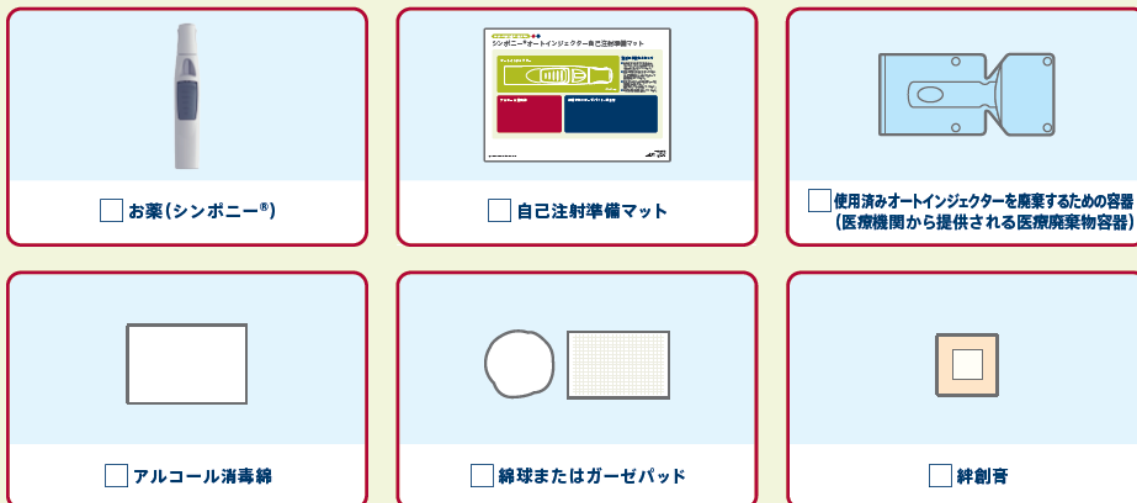 シンポニー®オートインジェクター自己注射準備マット
□ お薬(シンポニー®)
□ 自己注射準備マット
□ 使用済みオートインジェクターを廃棄するための容器
(医療機関から提供される医療廃棄物容器)
□ アルコール消毒綿
□ 綿球またはガーゼパッド
□ 絆創膏